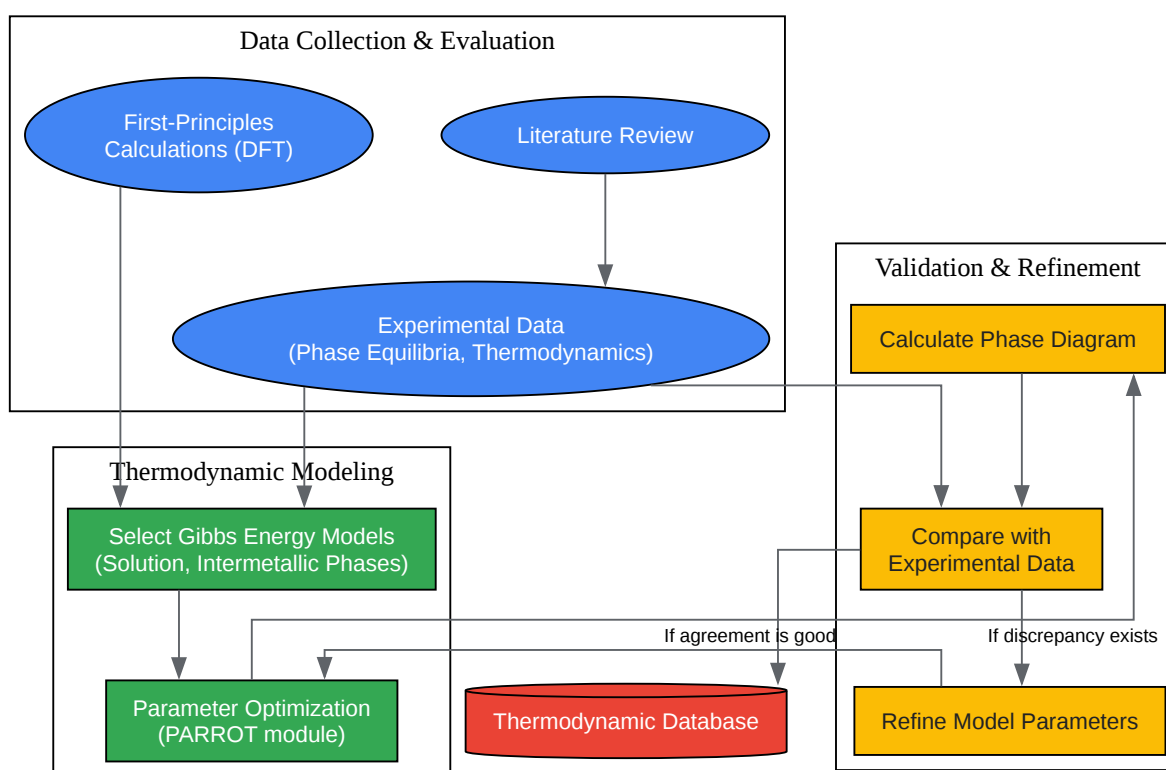 Data Collection & Evaluation
First-Principles
Calculations (DFT)
Literature Review
Experimental Data
(Phase Equilibria, Thermodynamics)
Validation & Refinement
Calculate Phase Diagram
Thermodynamic Modeling
Select Gibbs Energy Models
(Solution, Intermetallic Phases)
Compare with
Experimental Data
If agreement is good
If discrepancy exists
Parameter Optimization
(PARROT module)
Thermodynamic Database
Refine Model Parameters